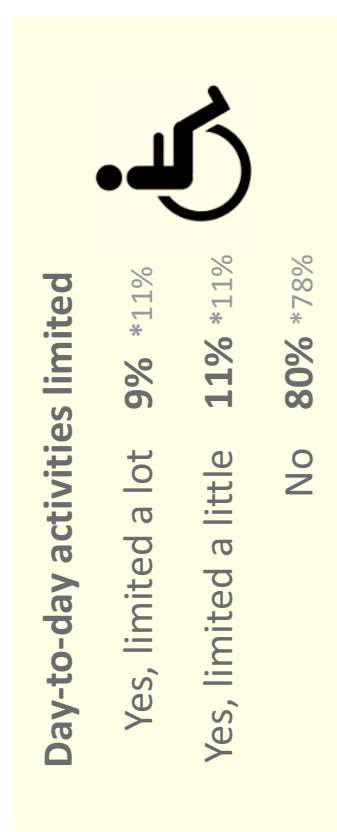 Day-to-day activities limited
Yes, limited a lot 9% *11%
Yes, limited a little 11% *11%
No 80% *78%